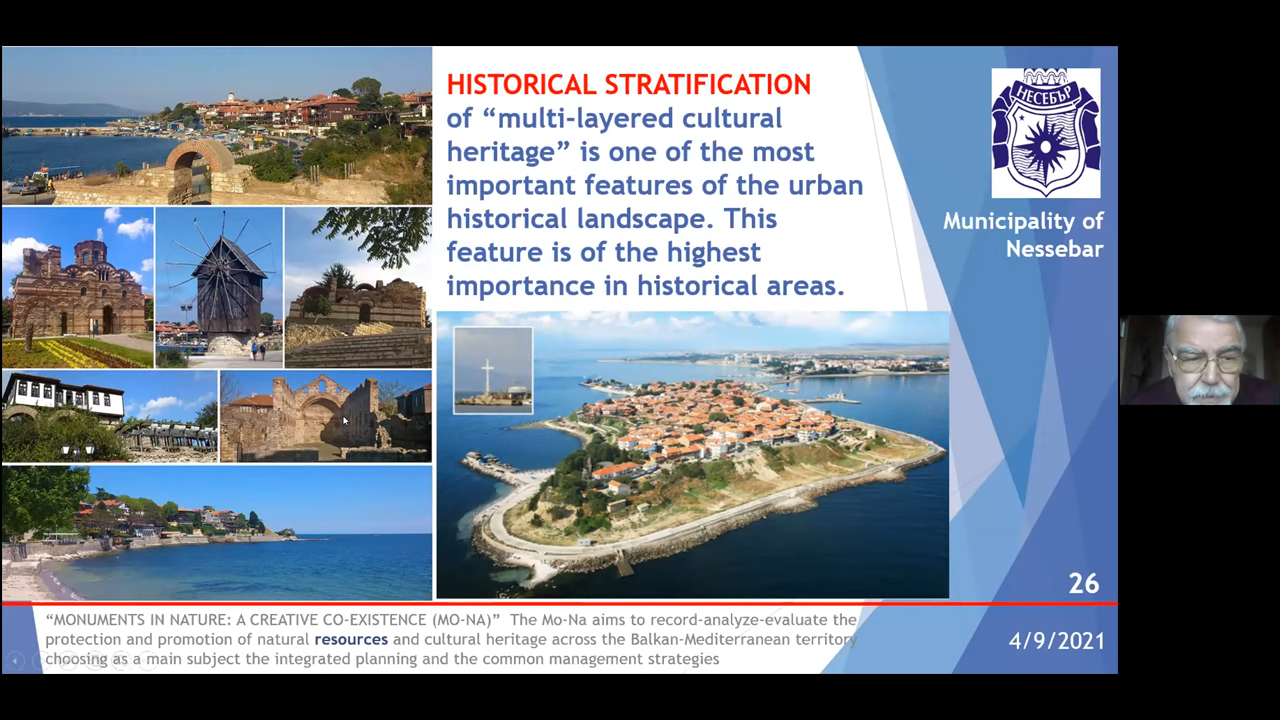 HISTORICAL STRATIFICATION
of “multi-layered cultural
heritage” is one of the most
important features of the urban
historical landscape. This
feature is of the highest
importance in historical areas.
НЕСЕБЪР
Municipality of
Nessebar
26
“MONUMENTS IN NATURE: A CREATIVE CO-EXISTENCE (MO-NA)” The Mo-Na aims to record-analyze-evaluate the
protection and promotion of natural resources and cultural heritage across the Balkan-Mediterranean territory
choosing as a main subject the integrated planning and the common management strategies
4/9/2021